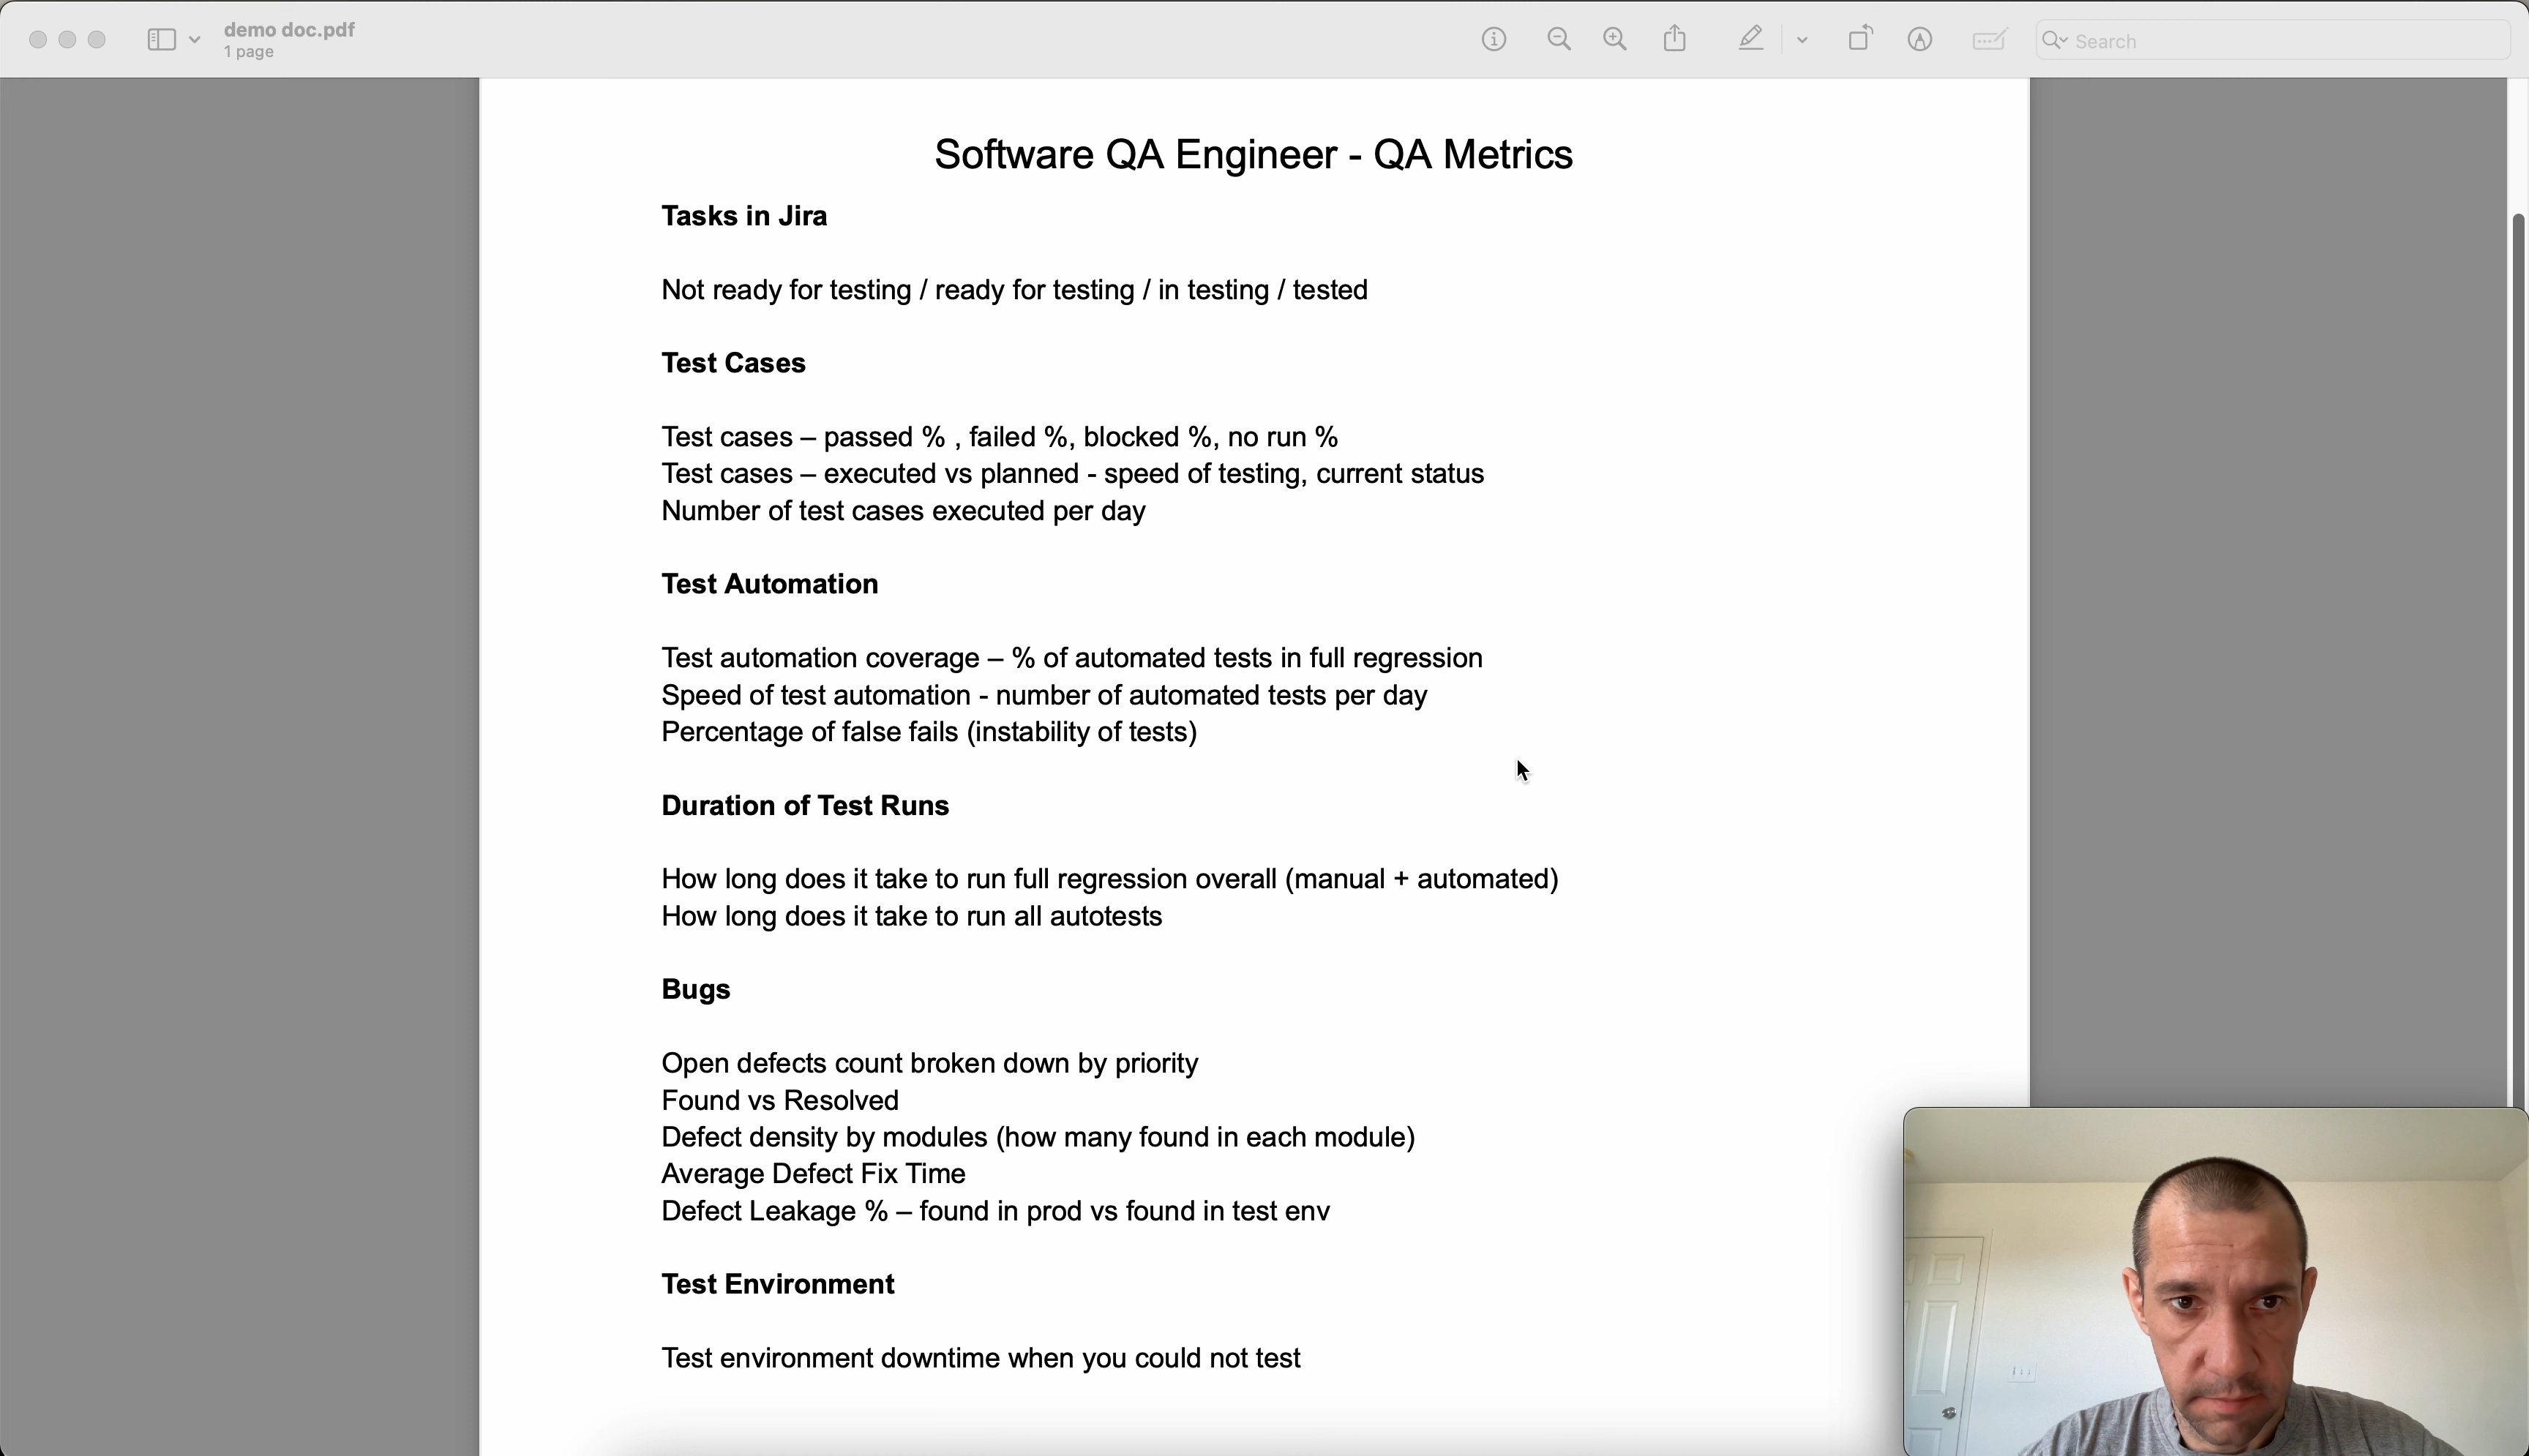 demo doc.pdf
1 page
Search
Software QA Engineer - QA Metrics
Tasks in Jira
Not ready for testing / ready for testing / in testing / tested
Test Cases
Test cases – passed % , failed %, blocked %, no run %
Test cases – executed vs planned - speed of testing, current status
Number of test cases executed per day
Test Automation
Test automation coverage – % of automated tests in full regression
Speed of test automation - number of automated tests per day
Percentage of false fails (instability of tests)
Duration of Test Runs
How long does it take to run full regression overall (manual + automated)
How long does it take to run all autotests
Bugs
Open defects count broken down by priority
Found vs Resolved
Defect density by modules (how many found in each module)
Average Defect Fix Time
Defect Leakage % – found in prod vs found in test env
Test Environment
Test environment downtime when you could not test